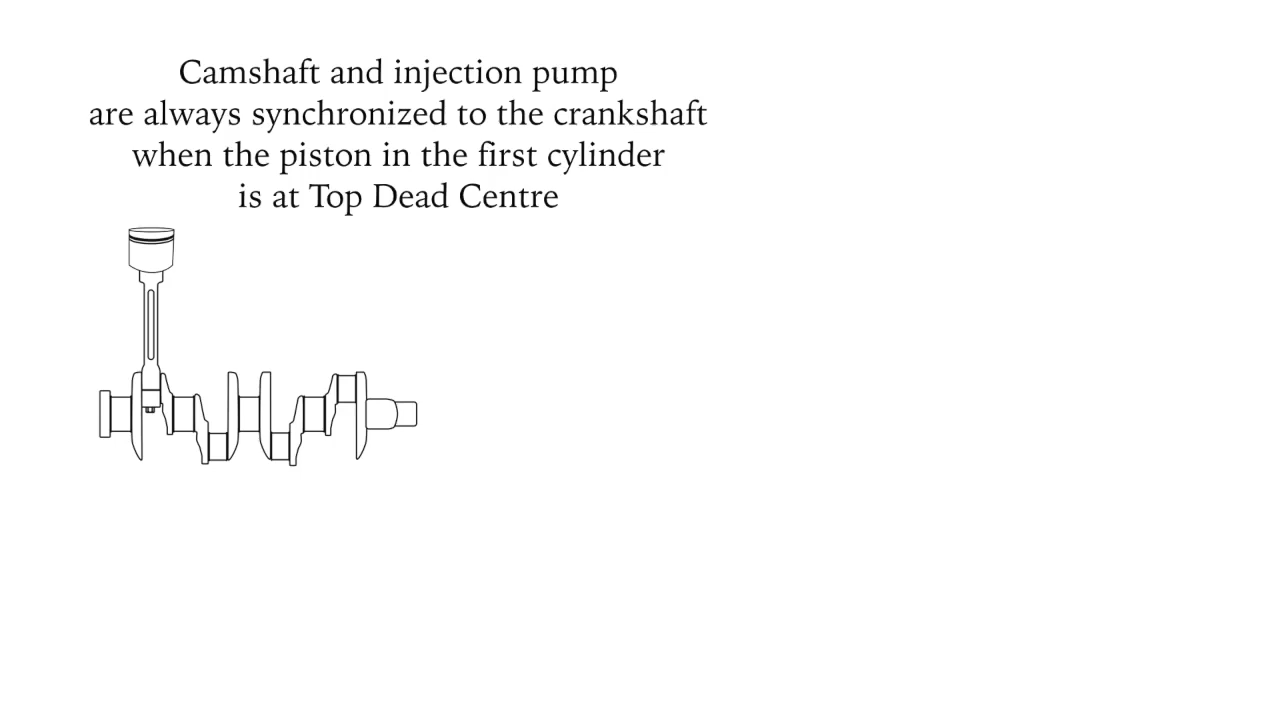 Camshaft and injection pump
are always synchronized to the crankshaft
when the piston in the first cylinder
is at Top Dead Centre